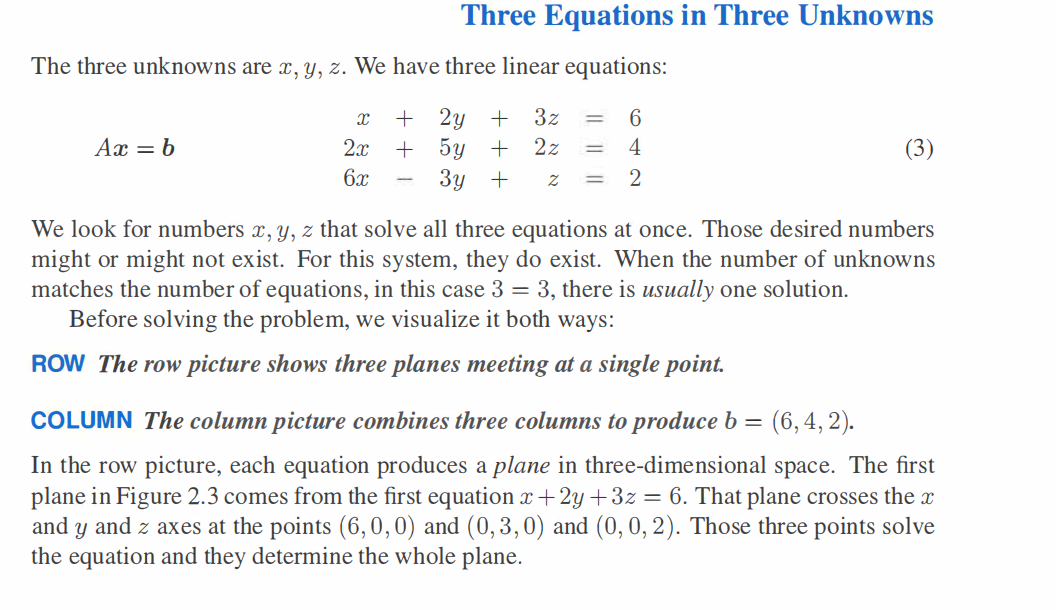 Three Equations in Three Unknowns
The three unknowns are x, y, z. We have three linear equations:
x + 2y + 3z = 6
Ax = b 2x + 5y + 2z = 4 (3)
6x − 3y + z = 2
We look for numbers x, y, z that solve all three equations at once. Those desired numbers
might or might not exist. For this system, they do exist. When the number of unknowns
matches the number of equations, in this case 3 = 3, there is usually one solution.
Before solving the problem, we visualize it both ways:
ROW The row picture shows three planes meeting at a single point.
COLUMN The column picture combines three columns to produce b = (6, 4, 2).
In the row picture, each equation produces a plane in three-dimensional space. The first
plane in Figure 2.3 comes from the first equation x + 2y + 3z = 6. That plane crosses the x
and y and z axes at the points (6, 0, 0) and (0, 3, 0) and (0, 0, 2). Those three points solve
the equation and they determine the whole plane.